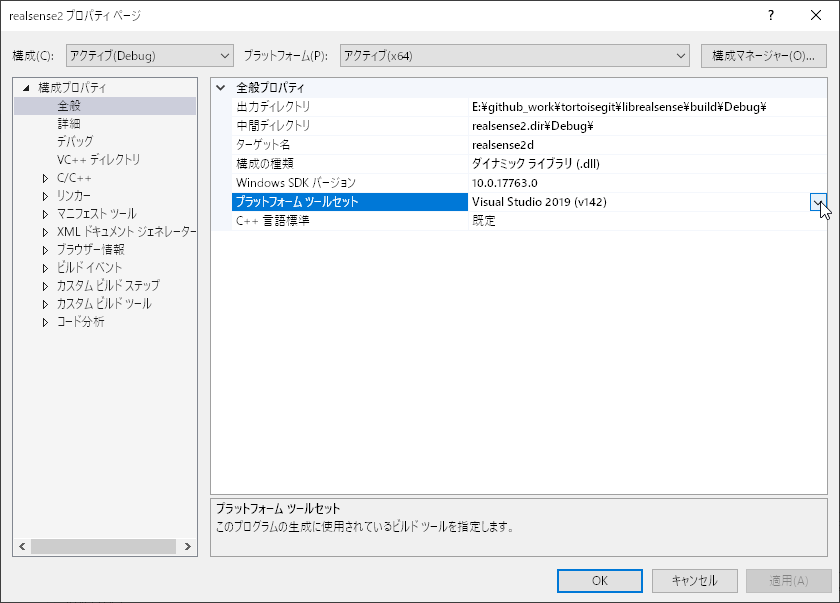 realsense2 プロパティ ページ
?
構成(C):
アクティブ(Debug)
プラットフォーム(P):
アクティブ(x64)
構成マネージャー(O)...
構成プロパティ
全般
詳細
デバッグ
VC++ ディレクトリ
C/C++
リンカー
マニフェスト ツール
XML ドキュメント ジェネレーター
ブラウザー情報
ビルド イベント
カスタム ビルド ステップ
カスタム ビルド ツール
コード分析
全般プロパティ
出力ディレクトリ E:¥github_work¥tortoisegit¥librealsense¥build¥Debug¥
中間ディレクトリ realsense2.dir¥Debug¥
ターゲット名 realsense2d
構成の種類 ダイナミック ライブラリ (.dll)
Windows SDK バージョン 10.0.17763.0
プラットフォーム ツールセット Visual Studio 2019 (v142)
C++ 言語標準 既定
プラットフォーム ツールセット
このプログラムの生成に使用されているビルド ツールを指定します。
OK
キャンセル
適用(A)